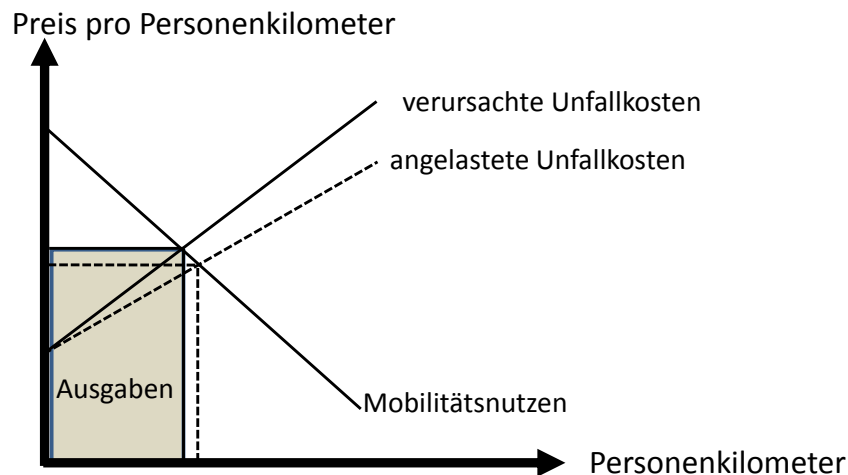 Preis pro Personenkilometer
verursachte Unfallkosten
angelastete Unfallkosten
Ausgaben
Mobilitätsnutzen
Personenkilometer